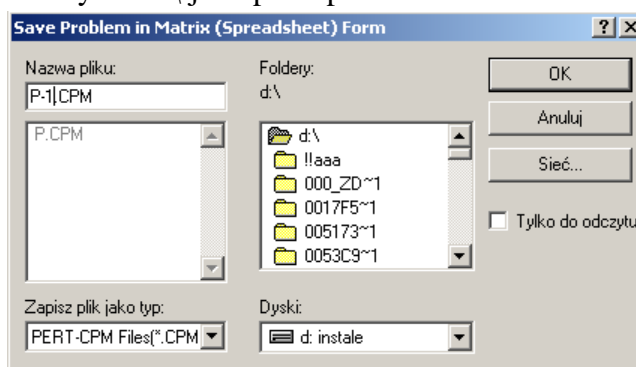 Save Problem in Matrix (Spreadsheet) Form
Nazwa pliku:
P-1.CPM
P.CPM
Zapisz plik jako typ:
PERT-CPM Files(*.CPM
Foldery:
d:\
d:\
!!aaa
000_ZD~1
0017F5~1
005173~1
0053C9~1
Dyski:
d: instale
OK
Anuluj
Sieć...
Tylko do odczytu